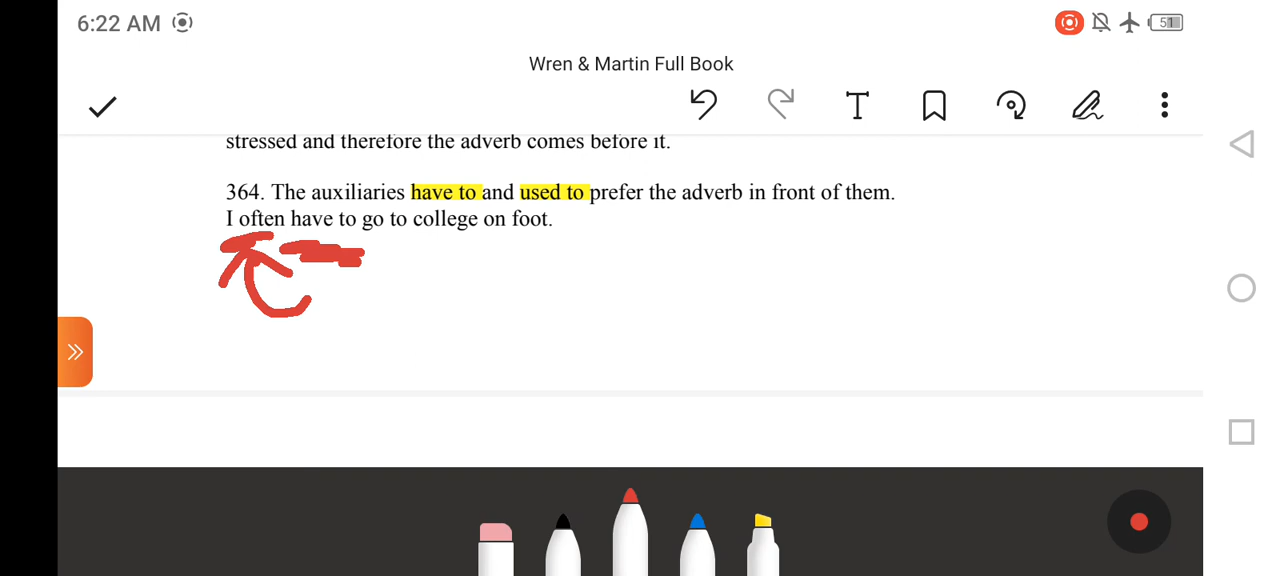 6:22 AM
51
Wren & Martin Full Book
T
stressed and therefore the adverb comes before it.
364. The auxiliaries have to and used to prefer the adverb in front of them.
I often have to go to college on foot.